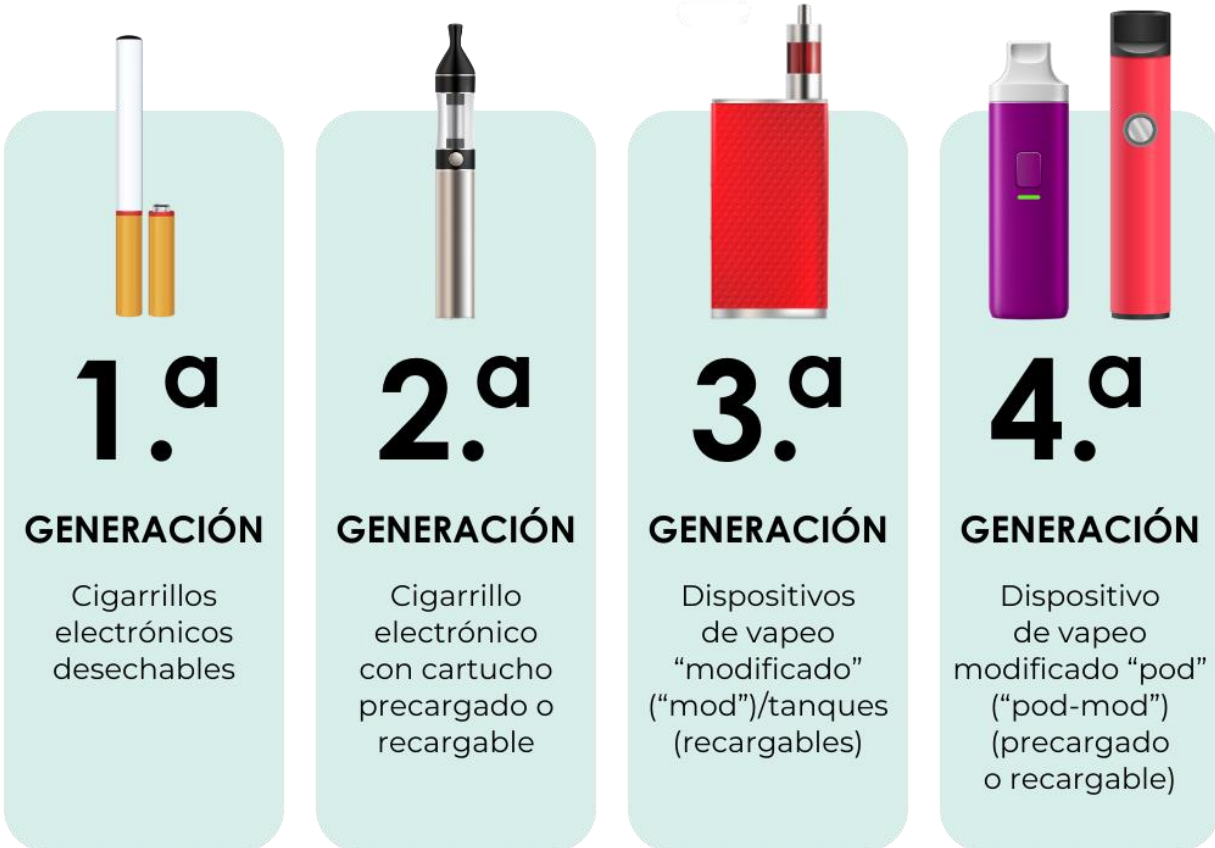 1.ª
GENERACIÓN
Cigarrillos
electrónicos
desechables
2.ª
GENERACIÓN
Cigarrillo
electrónico
con cartucho
precargado o
recargable
3.ª
GENERACIÓN
Dispositivos
de vapeo
“modificado”
(“mod”)/tanques
(recargables)
4.ª
GENERACIÓN
Dispositivo
de vapeo
modificado “pod”
(“pod-mod”)
(precargado
o recargable)